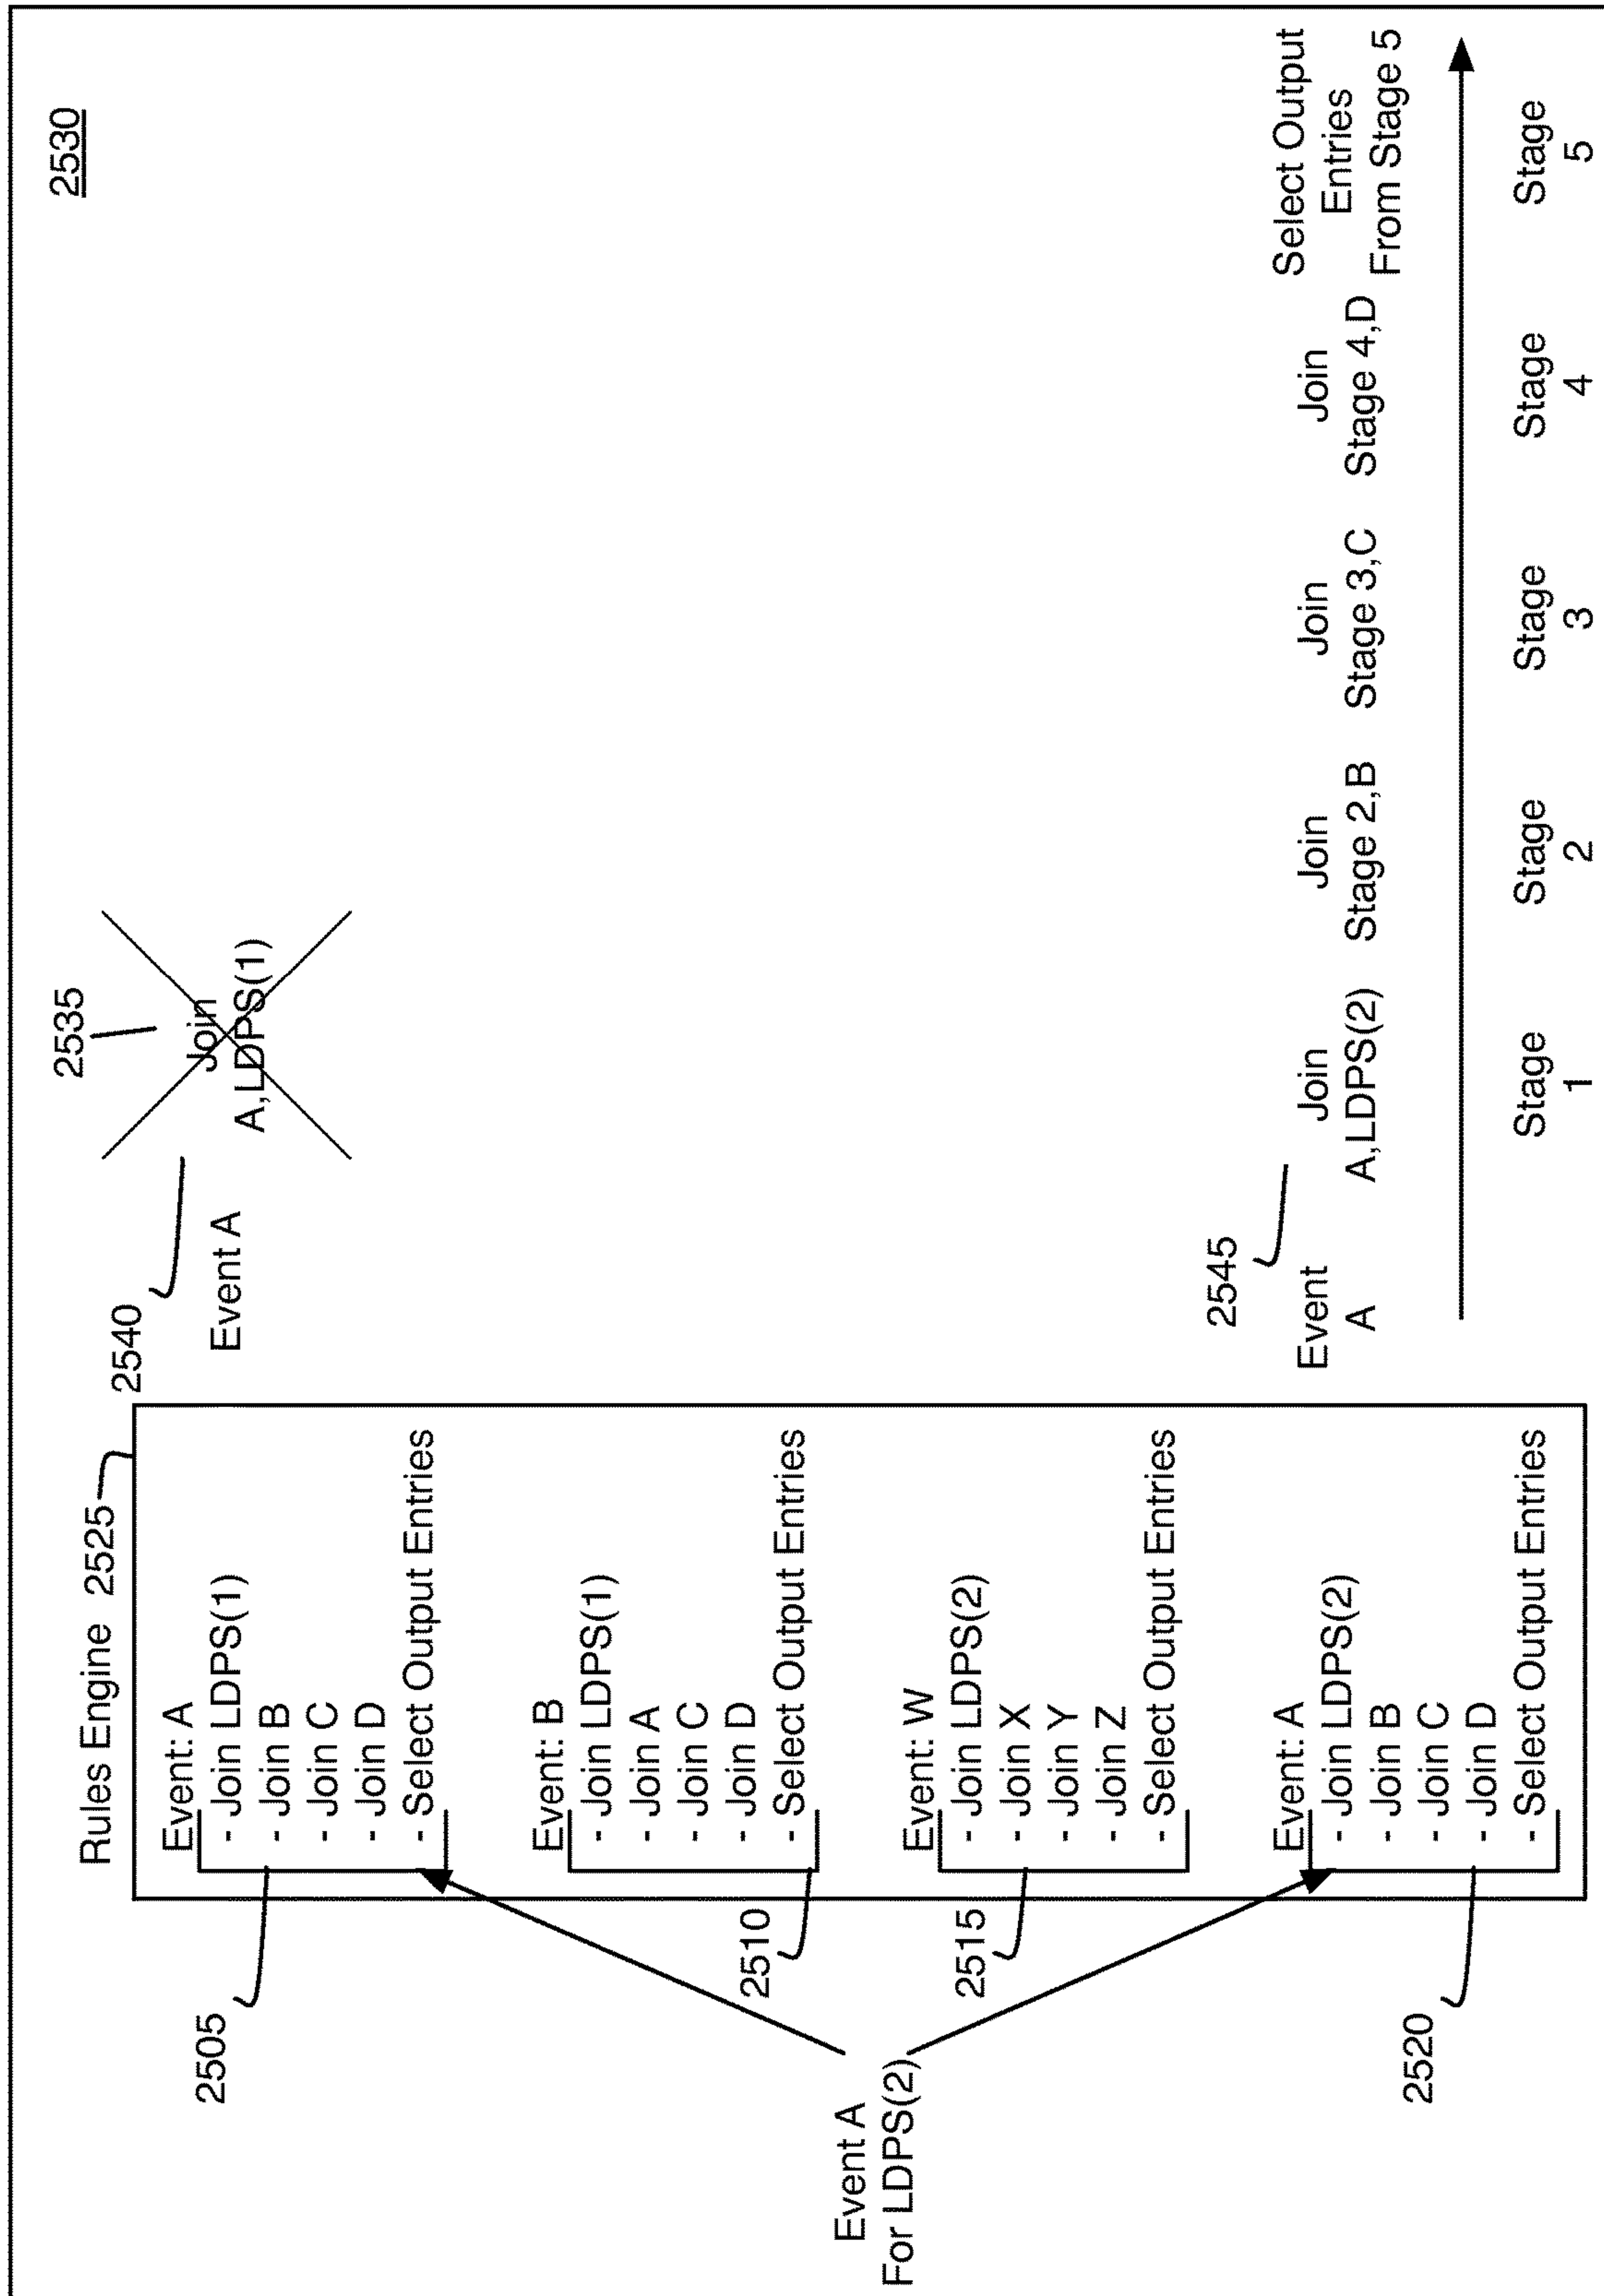 2530
Rules Engine 2525
Event: A
- Join LDPS(1)
- Join B
- Join C
- Join D
- Select Output Entries
2505
Event: B
- Join LDPS(1)
- Join A
- Join C
- Join D
- Select Output Entries
2510
Event: W
- Join LDPS(2)
- Join X
- Join Y
- Join Z
- Select Output Entries
2515
Event: A
- Join LDPS(2)
- Join B
- Join C
- Join D
- Select Output Entries
2520
Event A
For LDPS(2)
2540
Event A
2535
Join
A,LDPS(1)
2545
Event
A
Join
A,LDPS(2)
Join
Stage 2,B
Join
Stage 3,C
Join
Stage 4,D
Select Output
Entries
From Stage 5
Stage
1
Stage
2
Stage
3
Stage
4
Stage
5